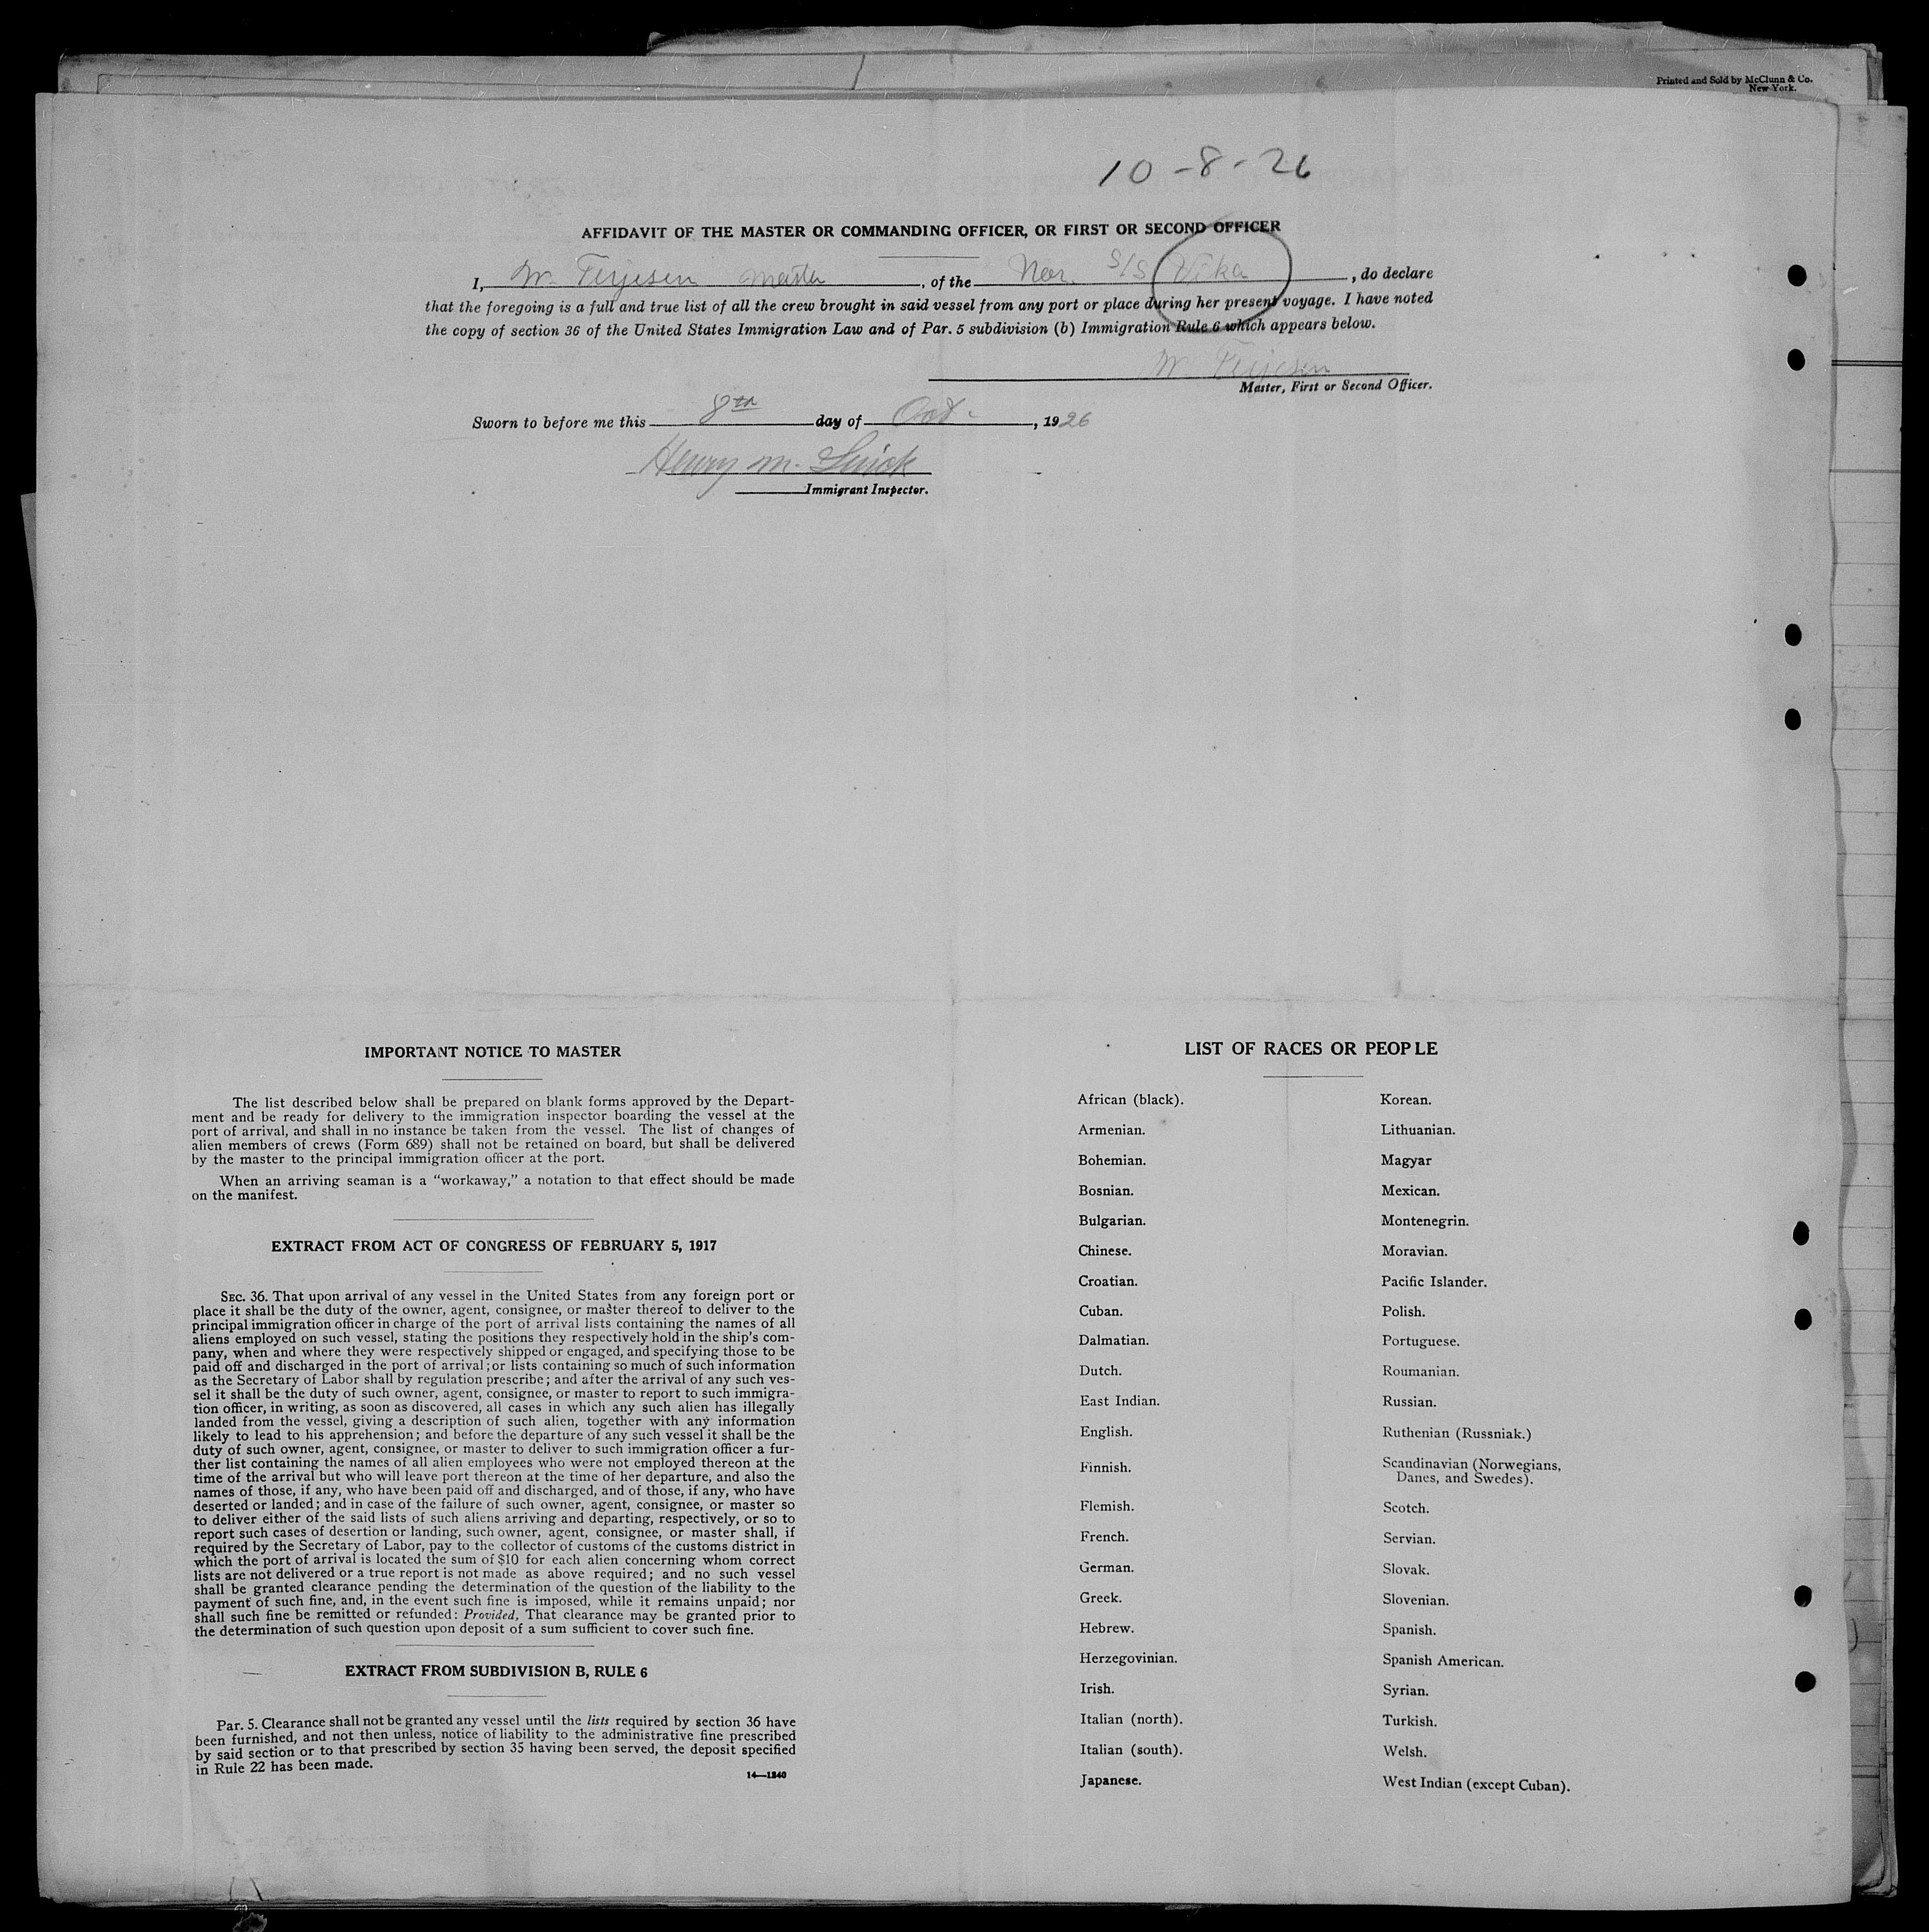 Printed and Sold by McClunn & Co.
New York.
10-8-26
AFFIDAVIT OF THE MASTER OR COMMANDING OFFICER, OR FIRST OR SECOND OFFICER
I, W. Terjesen Master, of the Nor. S/S Vika, do declare
that the foregoing is a full and true list of all the crew brought in said vessel from any port or place during her present voyage. I have noted
the copy of section 36 of the United States Immigration Law and of Par. 5 subdivision (b) Immigration Rule 6 which appears below.
W. Terjesen
Master, First or Second Officer.
Sworn to before me this 8th day of Oct., 1926
Henry M.
Immigrant Inspector.
IMPORTANT NOTICE TO MASTER
The list described below shall be prepared on blank forms approved by the Depart-
ment and be ready for delivery to the immigration inspector boarding the vessel at the
port of arrival, and shall in no instance be taken from the vessel. The list of changes of
alien members of crews (Form 689) shall not be retained on board, but shall be delivered
by the master to the principal immigration officer at the port.
When an arriving seaman is a “workaway,” a notation to that effect should be made
on the manifest.
EXTRACT FROM ACT OF CONGRESS OF FEBRUARY 5, 1917
SEC. 36. That upon arrival of any vessel in the United States from any foreign port or
place it shall be the duty of the owner, agent, consignee, or master thereof to deliver to the
principal immigration officer in charge of the port of arrival lists containing the names of all
aliens employed on such vessel, stating the positions they respectively hold in the ship's com-
pany, when and where they were respectively shipped or engaged, and specifying those to be
paid off and discharged in the port of arrival; or lists containing so much of such information
as the Secretary of Labor shall by regulation prescribe; and after the arrival of any such ves-
sel it shall be the duty of such owner, agent, consignee, or master to report to such immigra-
tion officer, in writing, as soon as discovered, all cases in which any such alien has illegally
landed from the vessel, giving a description of such alien, together with any information
likely to lead to his apprehension; and before the departure of any such vessel it shall be the
duty of such owner, agent, consignee, or master to deliver to such immigration officer a fur-
ther list containing the names of all alien employees who were not employed thereon at the
time of the arrival but who will leave port thereon at the time of her departure, and also the
names of those, if any, who have been paid off and discharged, and of those, if any, who have
deserted or landed; and in case of the failure of such owner, agent, consignee, or master so
to deliver either of the said lists of such aliens arriving and departing, respectively, or so to
report such cases of desertion or landing, such owner, agent, consignee, or master shall, if
required by the Secretary of Labor, pay to the collector of customs of the customs district in
which the port of arrival is located the sum of $10 for each alien concerning whom correct
lists are not delivered or a true report is not made as above required; and no such vessel
shall be granted clearance pending the determination of the question of the liability to the
payment of such fine, and, in the event such fine is imposed, while it remains unpaid; nor
shall such fine be remitted or refunded: Provided, That clearance may be granted prior to
the determination of such question upon deposit of a sum sufficient to cover such fine.
EXTRACT FROM SUBDIVISION B, RULE 6
Par. 5. Clearance shall not be granted any vessel until the lists required by section 36 have
been furnished, and not then unless, notice of liability to the administrative fine prescribed
by said section or to that prescribed by section 35 having been served, the deposit specified
in Rule 22 has been made.
14—1240
LIST OF RACES OR PEOPLE
African (black).
Armenian.
Bohemian.
Bosnian.
Bulgarian.
Chinese.
Croatian.
Cuban.
Dalmatian.
Dutch.
East Indian.
English.
Finnish.
Flemish.
French.
German.
Greek.
Hebrew.
Herzegovinian.
Irish.
Italian (north).
Italian (south).
Japanese.
Korean.
Lithuanian.
Magyar
Mexican.
Montenegrin.
Moravian.
Pacific Islander.
Polish.
Portuguese.
Roumanian.
Russian.
Ruthenian (Russniak.)
Scandinavian (Norwegians,
Danes, and Swedes).
Scotch.
Servian.
Slovak.
Slovenian.
Spanish.
Spanish American.
Syrian.
Turkish.
Welsh.
West Indian (except Cuban).